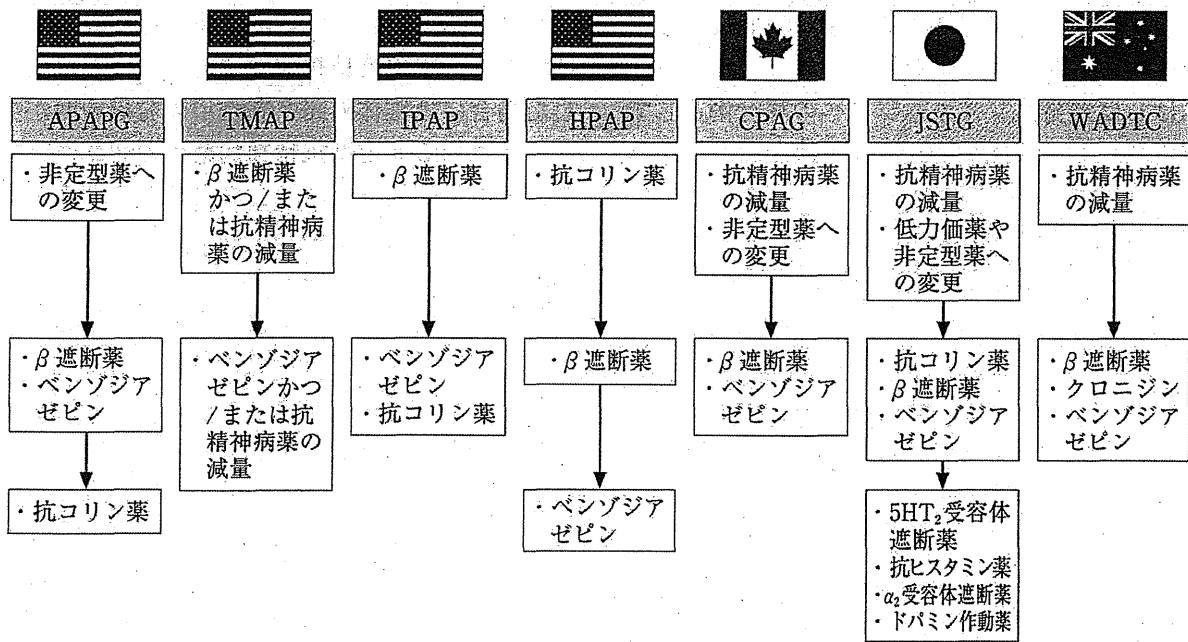 APAPG
・非定型薬へ
の変更
・β遮断薬
・ベンゾジア
ゼピン
・抗コリン薬
TMAP
・β遮断薬
かつ/また
は抗精神病
薬の減量
・ベンゾジア
ゼピンかつ
/または抗
精神病薬の
減量
IPAP
・β遮断薬
・ベンゾジア
ゼピン
・抗コリン薬
HPAP
・抗コリン薬
・β遮断薬
・ベンゾジア
ゼピン
CPAG
・抗精神病薬
の減量
・非定型薬へ
の変更
・β遮断薬
・ベンゾジア
ゼピン
JSTG
・抗精神病薬
の減量
・低力価薬や
非定型薬へ
の変更
・抗コリン薬
・β遮断薬
・ベンゾジア
ゼピン
・5HT₂受容体
遮断薬
・抗ヒスタミン薬
・α₂受容体遮断薬
・ドパミン作動薬
WADTC
・抗精神病薬
の減量
・β遮断薬
・クロニジン
・ベンゾジア
ゼピン